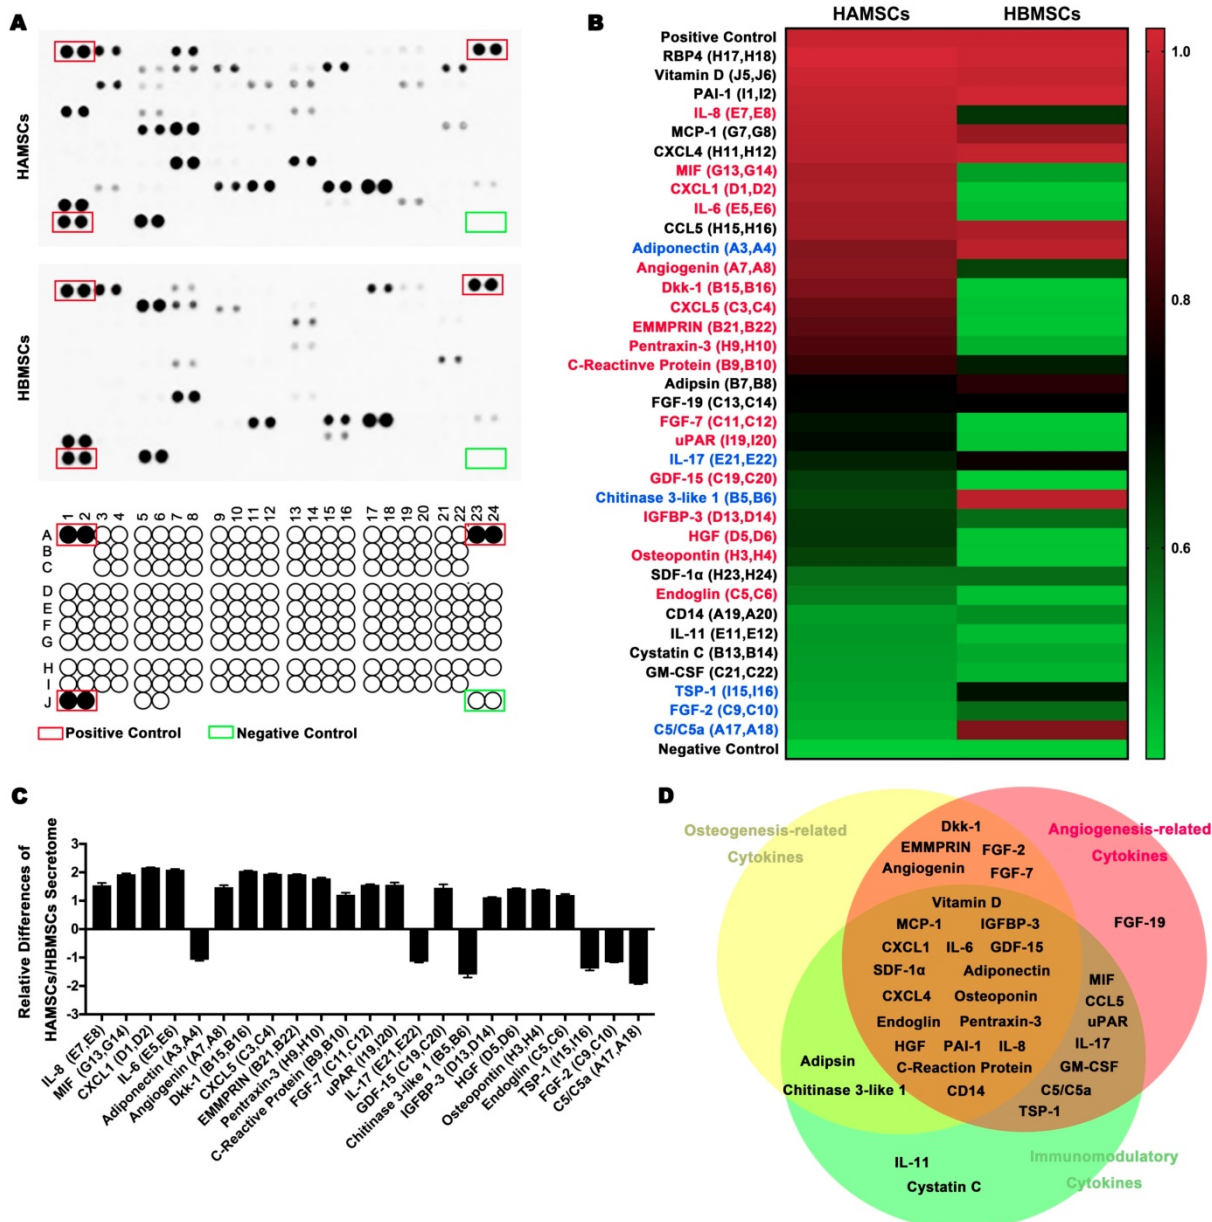 A
HAMSCs
HBMSCs
1 2 3 4 5 6 7 8 9 10 11 12 13 14 15 16 17 18 19 20 21 22 23 24
A
B
C
D
E
F
G
H
I
J
Positive Control
Negative Control
B
HAMSCs HBMSCs
Positive Control
RBP4 (H17,H18)
Vitamin D (J5,J6)
PAI-1 (I1,I2)
IL-8 (E7,E8)
MCP-1 (G7,G8)
CXCL4 (H11,H12)
MIF (G13,G14)
CXCL1 (D1,D2)
IL-6 (E5,E6)
CCL5 (H15,H16)
Adiponectin (A3,A4)
Angiogenin (A7,A8)
Dkk-1 (B15,B16)
CXCL5 (C3,C4)
EMMPRIN (B21,B22)
Pentraxin-3 (H9,H10)
C-Reactinve Protein (B9,B10)
Adipsin (B7,B8)
FGF-19 (C13,C14)
FGF-7 (C11,C12)
uPAR (I19,I20)
IL-17 (E21,E22)
GDF-15 (C19,C20)
Chitinase 3-like 1 (B5,B6)
IGFBP-3 (D13,D14)
HGF (D5,D6)
Osteopontin (H3,H4)
SDF-1α (H23,H24)
Endoglin (C5,C6)
CD14 (A19,A20)
IL-11 (E11,E12)
Cystatin C (B13,B14)
GM-CSF (C21,C22)
TSP-1 (I15,I16)
FGF-2 (C9,C10)
C5/C5a (A17,A18)
Negative Control
1.0
0.8
0.6
C
Relative Differences of
HAMSCs/HBMSCs Secretome
3
2
1
0
-1
-2
-3
IL-8 (E7,E8)
MIF (G13,G14)
CXCL1 (D1,D2)
IL-6 (E5,E6)
Adiponectin (A3,A4)
Angiogenin (A7,A8)
Dkk-1 (B15,B16)
CXCL5 (C3,C4)
EMMPRIN (B21,B22)
Pentraxin-3 (H9,H10)
C-Reactive Protein (B9,B10)
FGF-7 (C11,C12)
uPAR (I19,I20)
IL-17 (E21,E22)
GDF-15 (C19,C20)
Chitinase 3-like 1 (B5,B6)
IGFBP-3 (D13,D14)
HGF (D5,D6)
Osteopontin (H3,H4)
Endoglin (C5,C6)
TSP-1 (I15,I16)
FGF-2 (C9,C10)
C5/C5a (A17,A18)
D
Osteogenesis-related
Cytokines
Angiogenesis-related
Cytokines
Dkk-1
EMMPRIN FGF-2
Angiogenin FGF-7
Vitamin D
MCP-1 IGFBP-3
CXCL1 IL-6 GDF-15
SDF-1α Adiponectin
CXCL4 Osteoponin
Endoglin Pentraxin-3
HGF PAI-1 IL-8
C-Reaction Protein
CD14
FGF-19
MIF
CCL5
uPAR
IL-17
GM-CSF
C5/C5a
TSP-1
Adipsin
Chitinase 3-like 1
IL-11
Cystatin C
Immunomodulatory
Cytokines